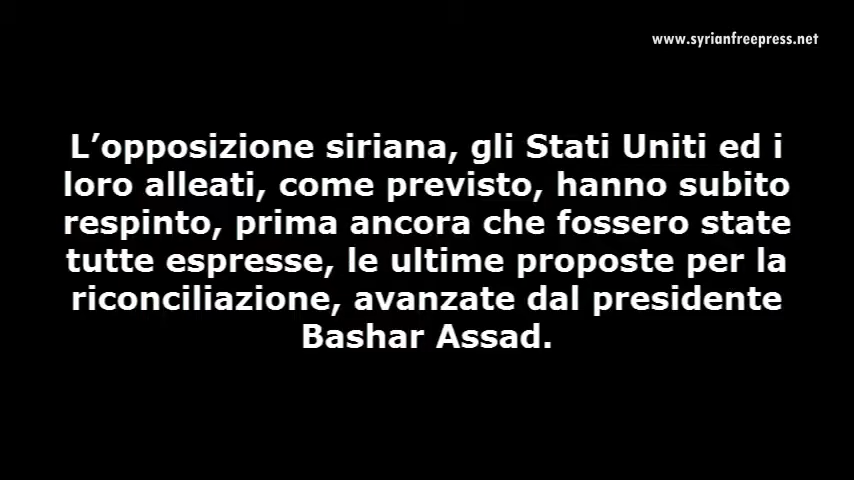 www.syrianfreepress.net
L’opposizione siriana, gli Stati Uniti ed i
loro alleati, come previsto, hanno subito
respinto, prima ancora che fossero state
tutte espresse, le ultime proposte per la
riconciliazione, avanzate dal presidente
Bashar Assad.